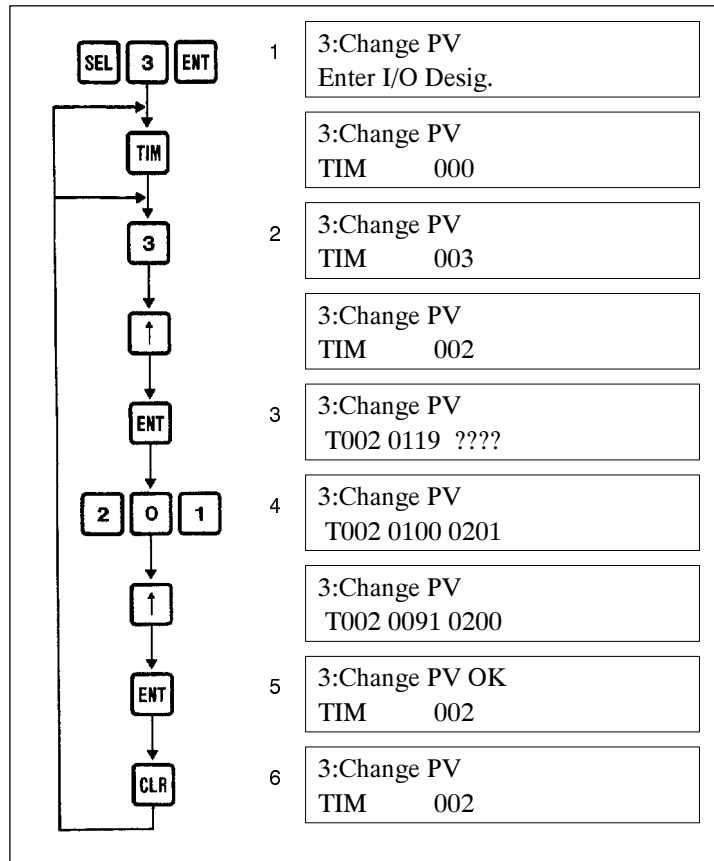 SEL 3 ENT 1 3:Change PV
Enter I/O Desig.
TIM 3:Change PV
TIM 000
3 2 3:Change PV
TIM 003
↑ 3:Change PV
TIM 002
ENT 3 3:Change PV
T002 0119 ????
2 0 1 4 3:Change PV
T002 0100 0201
↑ 3:Change PV
T002 0091 0200
ENT 5 3:Change PV OK
TIM 002
CLR 6 3:Change PV
TIM 002